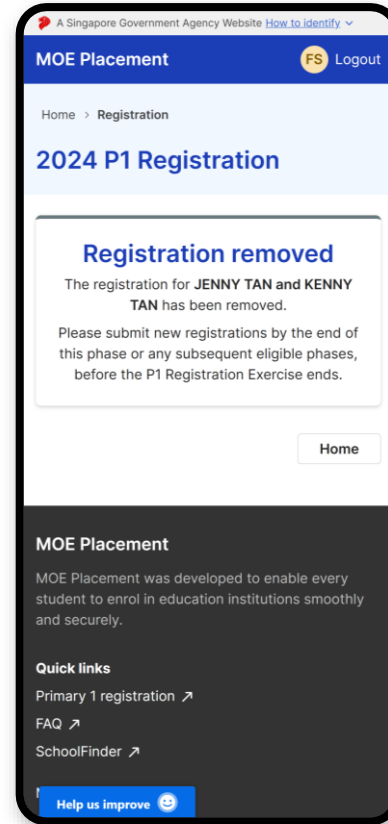 A Singapore Government Agency Website How to identify
MOE Placement
FS Logout
Home > Registration
2024 P1 Registration
Registration removed
The registration for JENNY TAN and KENNY
TAN has been removed.
Please submit new registrations by the end of
this phase or any subsequent eligible phases,
before the P1 Registration Exercise ends.
Home
MOE Placement
MOE Placement was developed to enable every
student to enrol in education institutions smoothly
and securely.
Quick links
Primary 1 registration ↗
FAQ ↗
SchoolFinder ↗
Help us improve